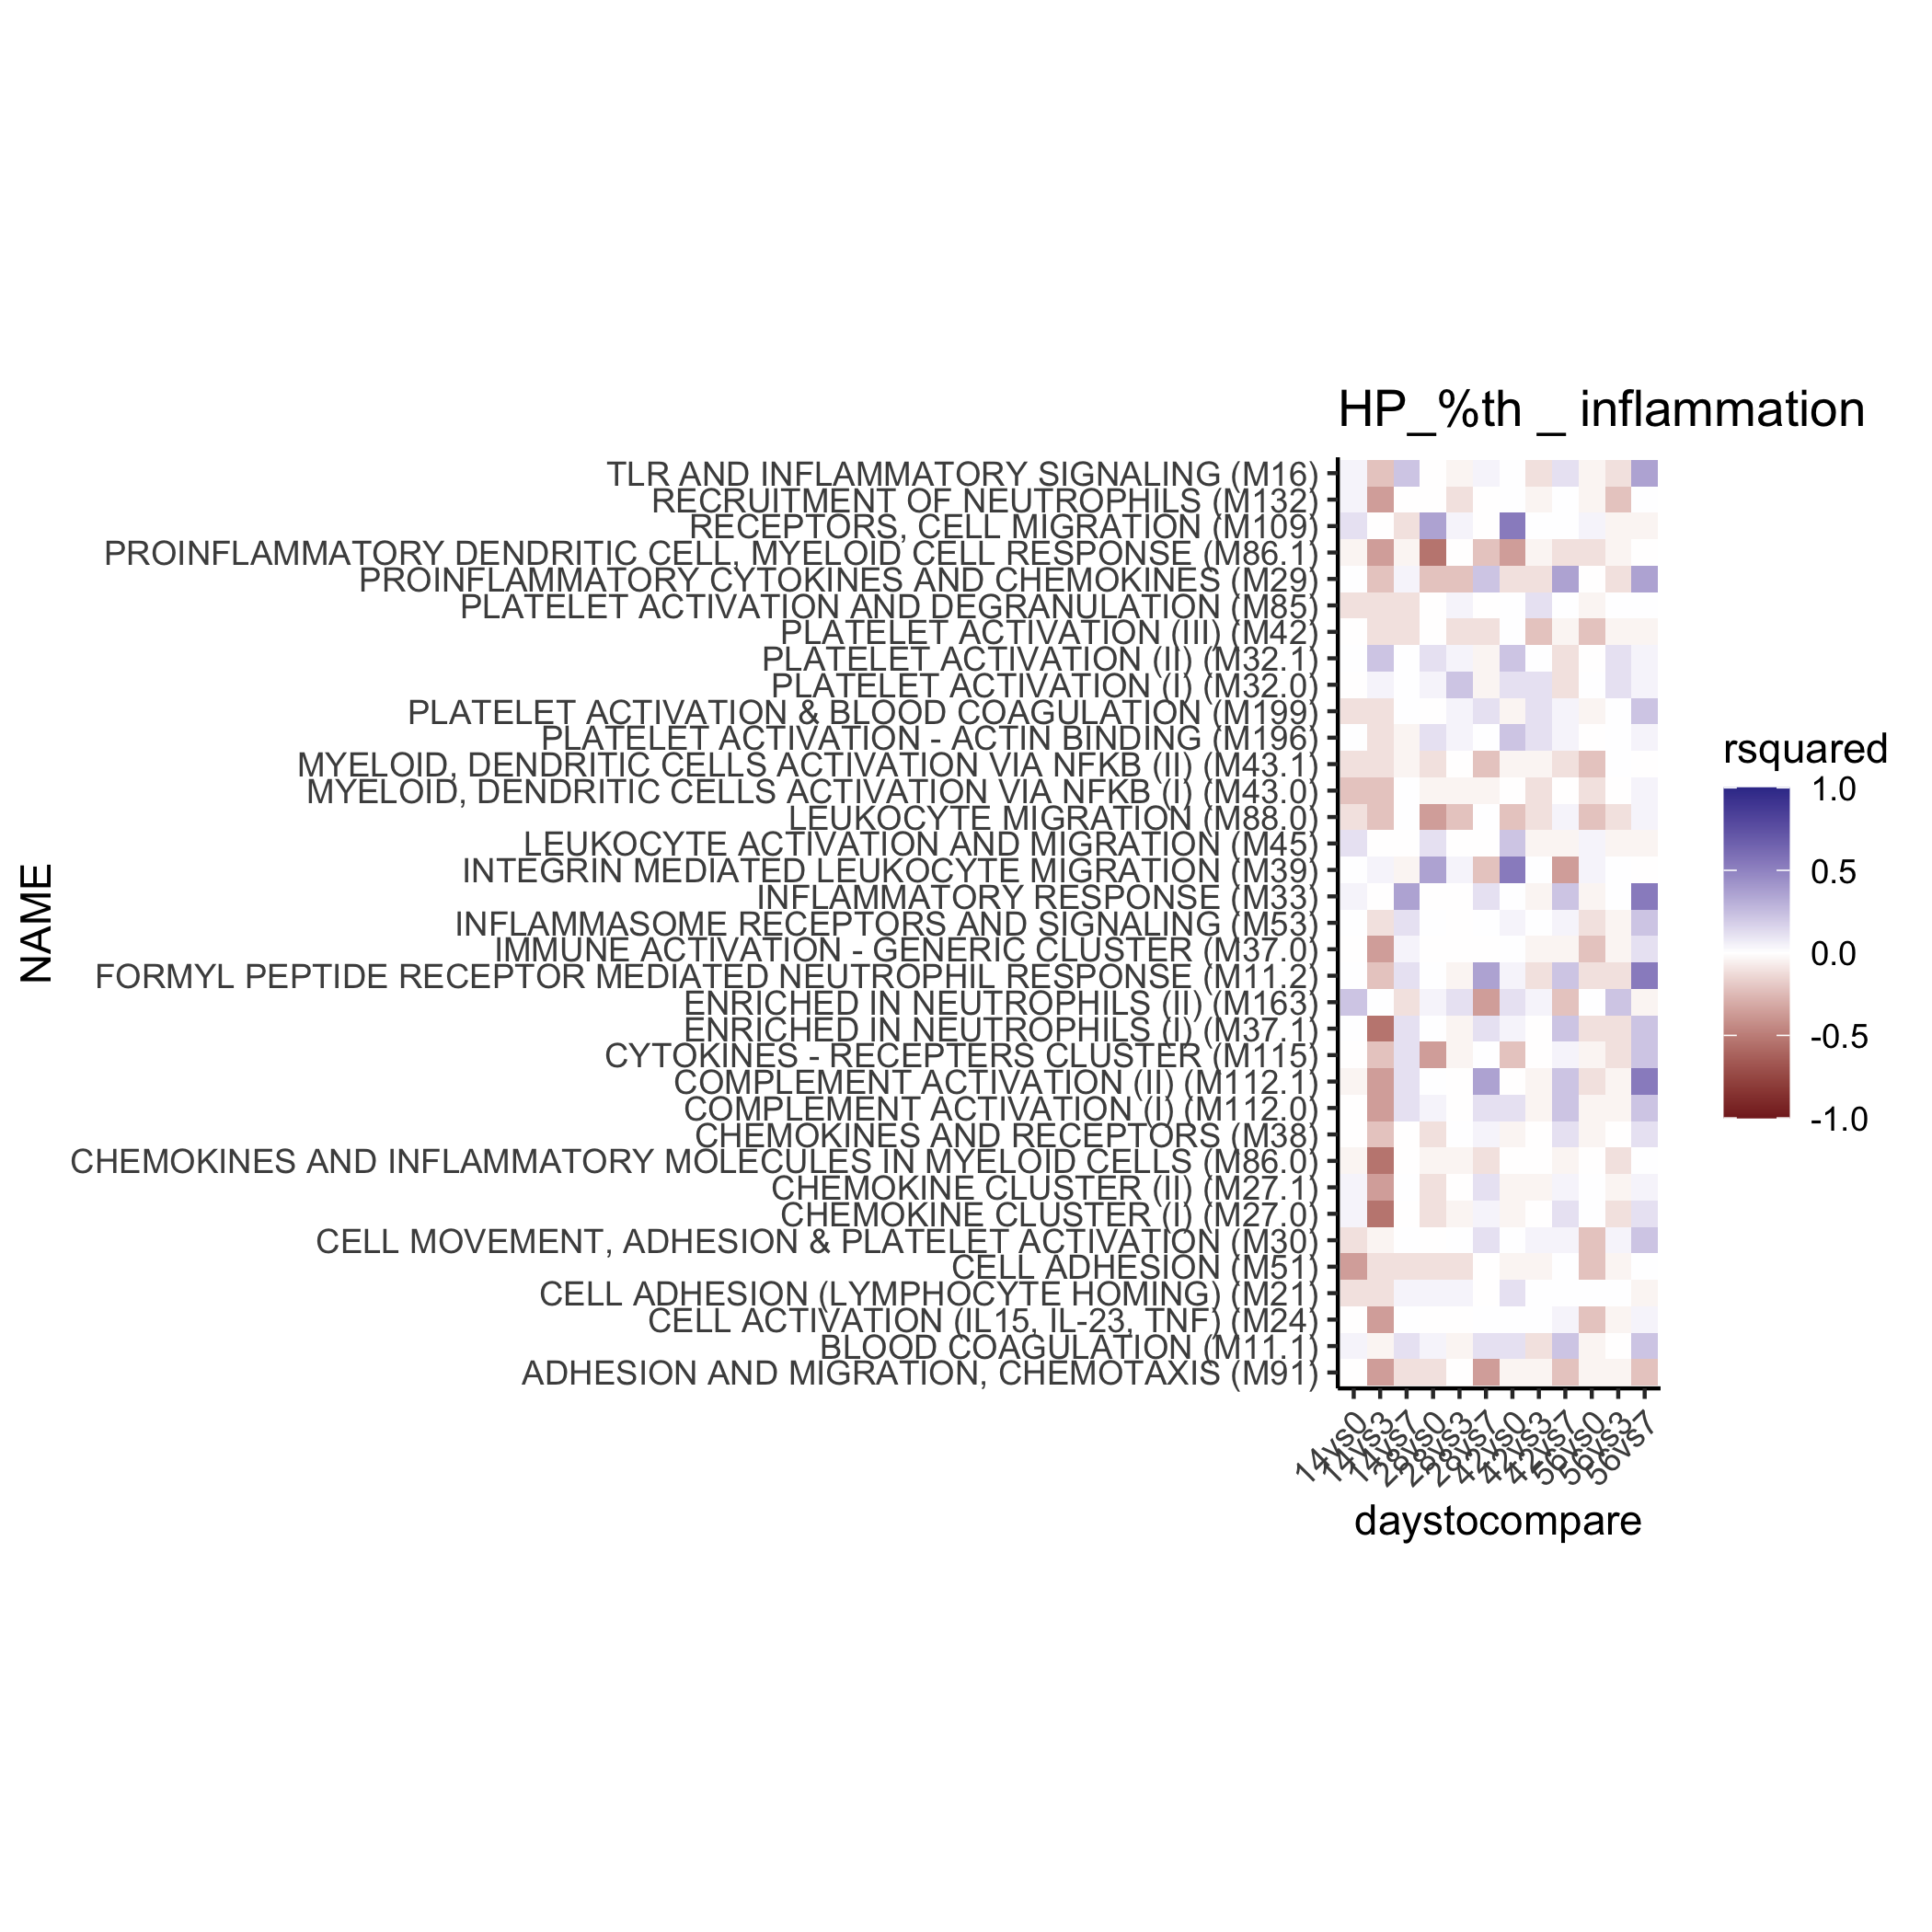 HP_%th _ inflammation
TLR AND INFLAMMATORY SIGNALING (M16)
RECRUITMENT OF NEUTROPHILS (M132)
RECEPTORS, CELL MIGRATION (M109)
PROINFLAMMATORY DENDRITIC CELL, MYELOID CELL RESPONSE (M86.1)
PROINFLAMMATORY CYTOKINES AND CHEMOKINES (M29)
PLATELET ACTIVATION AND DEGRANULATION (M85)
PLATELET ACTIVATION (III) (M42)
PLATELET ACTIVATION (II) (M32.1)
PLATELET ACTIVATION (I) (M32.0)
PLATELET ACTIVATION & BLOOD COAGULATION (M199)
PLATELET ACTIVATION - ACTIN BINDING (M196)
MYELOID, DENDRITIC CELLS ACTIVATION VIA NFKB (II) (M43.1)
MYELOID, DENDRITIC CELLS ACTIVATION VIA NFKB (I) (M43.0)
LEUKOCYTE MIGRATION (M88.0)
LEUKOCYTE ACTIVATION AND MIGRATION (M45)
INTEGRIN MEDIATED LEUKOCYTE MIGRATION (M39)
INFLAMMATORY RESPONSE (M33)
INFLAMMASOME RECEPTORS AND SIGNALING (M53)
IMMUNE ACTIVATION - GENERIC CLUSTER (M37.0)
FORMYL PEPTIDE RECEPTOR MEDIATED NEUTROPHIL RESPONSE (M11.2)
ENRICHED IN NEUTROPHILS (II) (M163)
ENRICHED IN NEUTROPHILS (I) (M37.1)
CYTOKINES - RECEPTERS CLUSTER (M115)
COMPLEMENT ACTIVATION (II) (M112.1)
COMPLEMENT ACTIVATION (I) (M112.0)
CHEMOKINES AND RECEPTORS (M38)
CHEMOKINES AND INFLAMMATORY MOLECULES IN MYELOID CELLS (M86.0)
CHEMOKINE CLUSTER (II) (M27.1)
CHEMOKINE CLUSTER (I) (M27.0)
CELL MOVEMENT, ADHESION & PLATELET ACTIVATION (M30)
CELL ADHESION (M51)
CELL ADHESION (LYMPHOCYTE HOMING) (M21)
CELL ACTIVATION (IL15, IL-23, TNF) (M24)
BLOOD COAGULATION (M11.1)
ADHESION AND MIGRATION, CHEMOTAXIS (M91)
NAME
14vs0
14vs3
14vs7
28vs0
28vs3
28vs7
42vs0
42vs3
42vs7
56vs0
56vs3
56vs7
daystocompare
rsquared
1.0
0.5
0.0
-0.5
-1.0